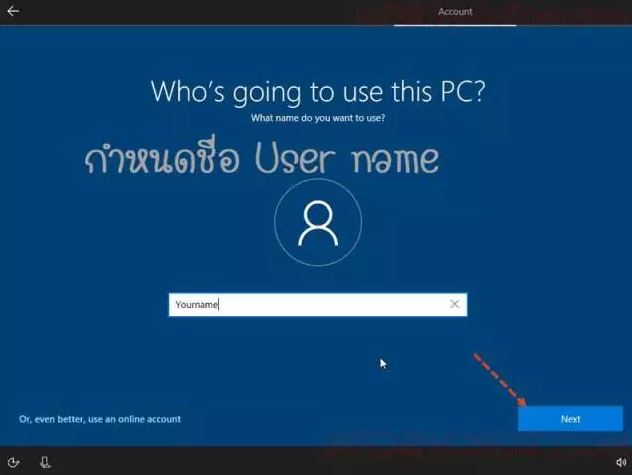 Account
Who's going to use this PC?
What name do you want to use?
กำหนดชื่อ User name
Yourname
Or, even better, use an online account
Next